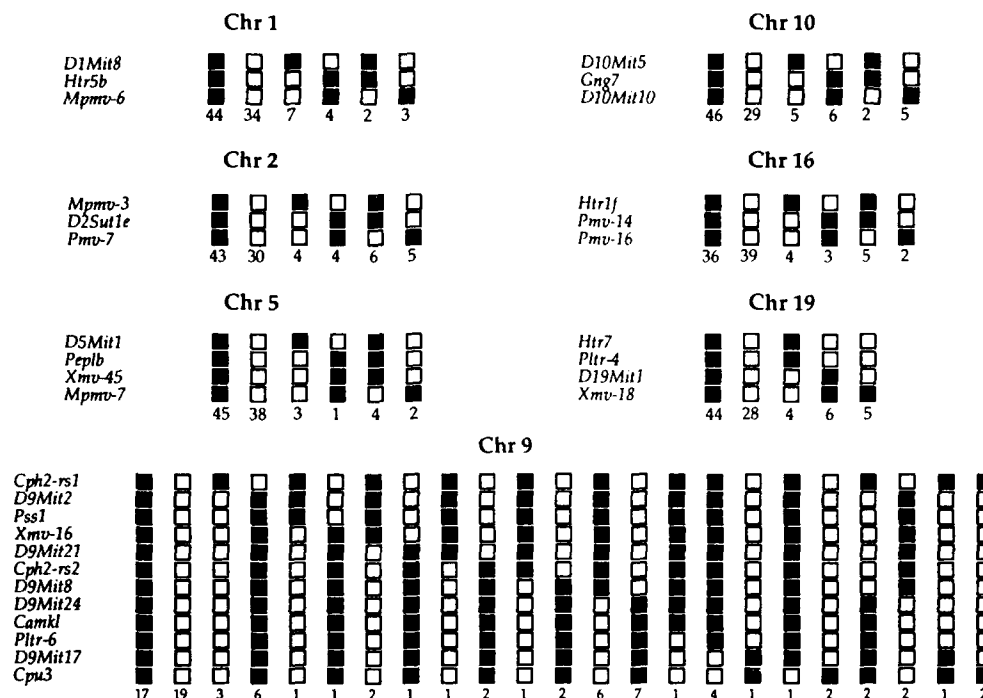 Chr 1
D1Mit8
Htr5b
Mpmv-6
44 34 7 4 2 3
Chr 10
D10Mit5
Gng7
D10Mit10
46 29 5 6 2 5
Chr 2
Mpmv-3
D2Sut1e
Pmv-7
43 30 4 4 6 5
Chr 16
Htr1f
Pmv-14
Pmv-16
36 39 4 3 5 2
Chr 5
D5Mit1
Peplb
Xmv-45
Mpmv-7
45 38 3 1 4 2
Chr 19
Htr7
Pltr-4
D19Mit1
Xmv-18
44 28 4 6 5
Chr 9
Cph2-rs1
D9Mit2
Pss1
Xmv-16
D9Mit21
Cph2-rs2
D9Mit8
D9Mit24
Camkl
Pltr-6
D9Mit17
Cpu3
17 19 3 6 1 1 2 1 1 2 1 2 6 7 1 4 1 1 2 2 2 1 2